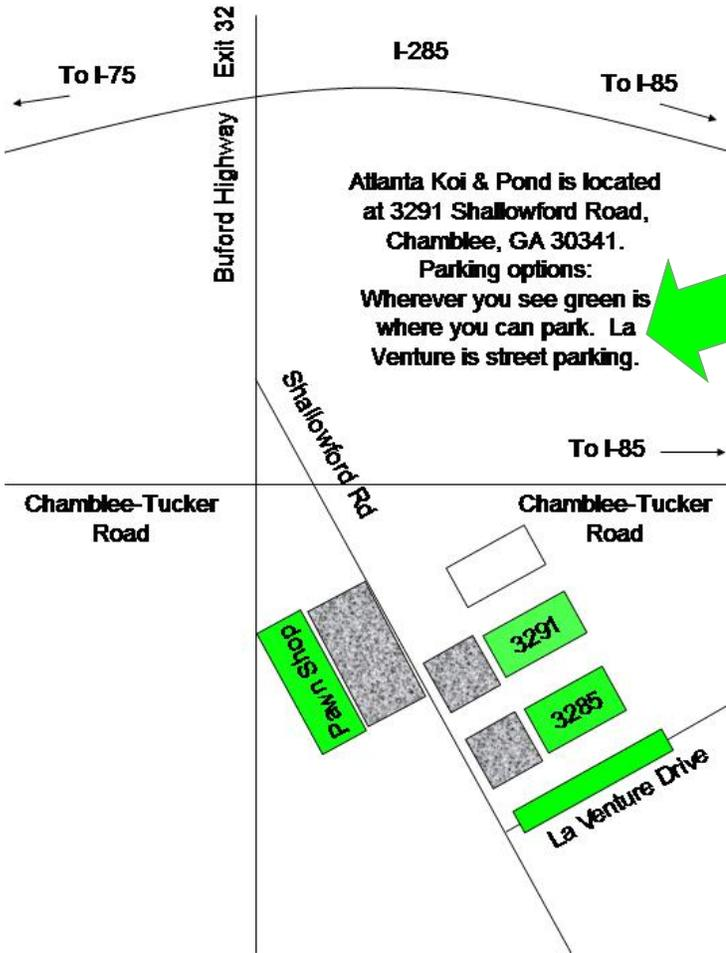 Exit 32
I-285
To I-75
To I-85
Buford Highway
Atlanta Koi & Pond is located
at 3291 Shallowford Road,
Chamblee, GA 30341.
Parking options:
Wherever you see green is
where you can park.  La
Venture is street parking.
Shallowford Rd
To I-85
Chamblee-Tucker
Road
Chamblee-Tucker
Road
Pawn Shop
3291
3285
La Venture Drive